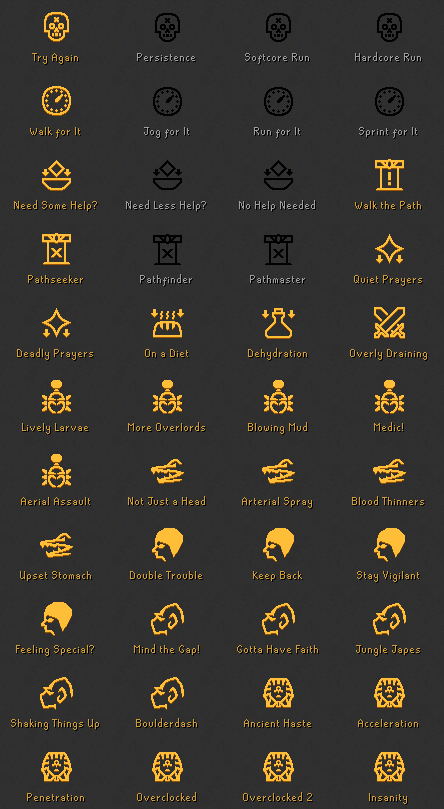 Try Again
Persistence
Softcore Run
Hardcore Run
Walk for It
Jog for It
Run for It
Sprint for It
Need Some Help?
Need Less Help?
No Help Needed
Walk the Path
Pathseeker
Pathfinder
Pathmaster
Quiet Prayers
Deadly Prayers
On a Diet
Dehydration
Overly Draining
Lively Larvae
More Overlords
Blowing Mud
Medic!
Aerial Assault
Not Just a Head
Arterial Spray
Blood Thinners
Upset Stomach
Double Trouble
Keep Back
Stay Vigilant
Feeling Special?
Mind the Gap!
Gotta Have Faith
Jungle Japes
Shaking Things Up
Boulderdash
Ancient Haste
Acceleration
Penetration
Overclocked
Overclocked 2
Insanity